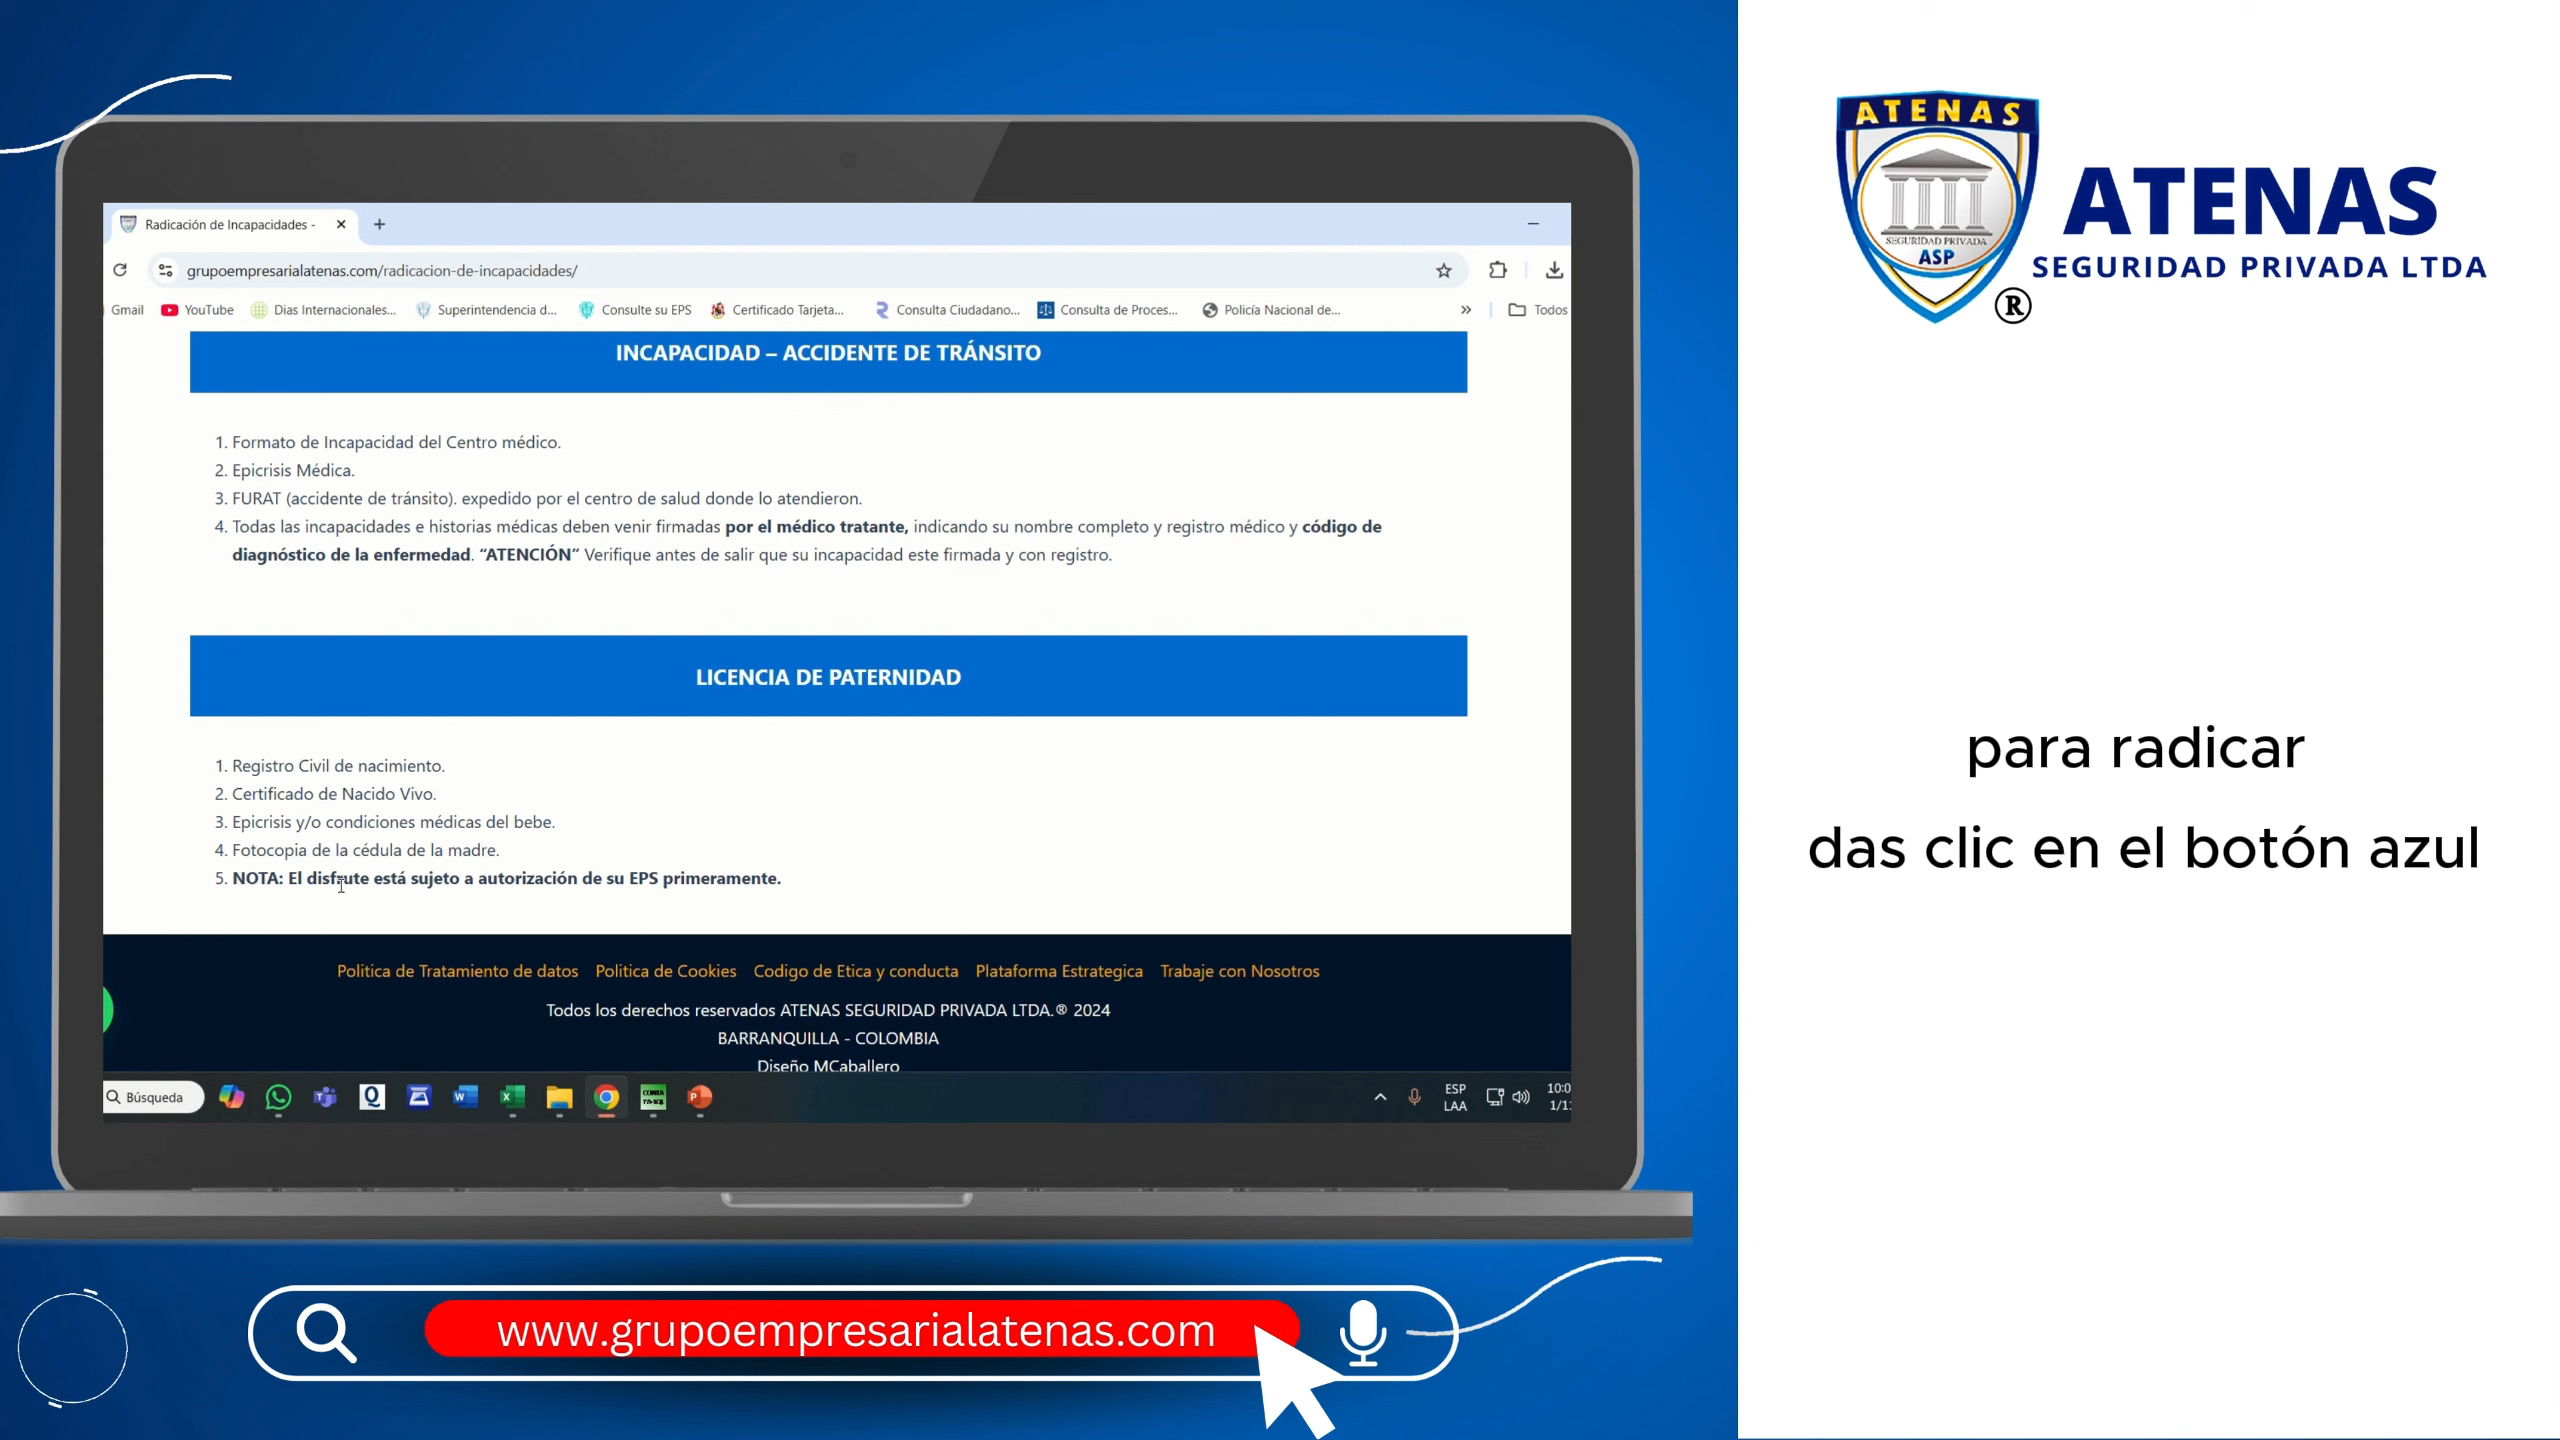 Radicación de Incapacidades -
grupoempresarialatenas.com/radicacion-de-incapacidades/
Gmail YouTube Dias Internacionales... Superintendencia d... Consulte su EPS Certificado Tarjeta... Consulta Ciudadano... Consulta de Proces... Policía Nacional de... » Todos
INCAPACIDAD – ACCIDENTE DE TRÁNSITO
1. Formato de Incapacidad del Centro médico.
2. Epicrisis Médica.
3. FURAT (accidente de tránsito). expedido por el centro de salud donde lo atendieron.
4. Todas las incapacidades e historias médicas deben venir firmadas por el médico tratante, indicando su nombre completo y registro médico y código de
diagnóstico de la enfermedad. “ATENCIÓN” Verifique antes de salir que su incapacidad este firmada y con registro.
LICENCIA DE PATERNIDAD
1. Registro Civil de nacimiento.
2. Certificado de Nacido Vivo.
3. Epicrisis y/o condiciones médicas del bebe.
4. Fotocopia de la cédula de la madre.
5. NOTA: El disfrute está sujeto a autorización de su EPS primeramente.
Politica de Tratamiento de datos Politica de Cookies Codigo de Etica y conducta Plataforma Estrategica Trabaje con Nosotros
Todos los derechos reservados ATENAS SEGURIDAD PRIVADA LTDA.® 2024
BARRANQUILLA - COLOMBIA
Diseño MCaballero
Búsqueda
ESP
LAA
10:0
1/1
www.grupoempresarialatenas.com
ATENAS
SEGURIDAD PRIVADA
ASP
®
ATENAS
SEGURIDAD PRIVADA LTDA
para radicar
das clic en el botón azul